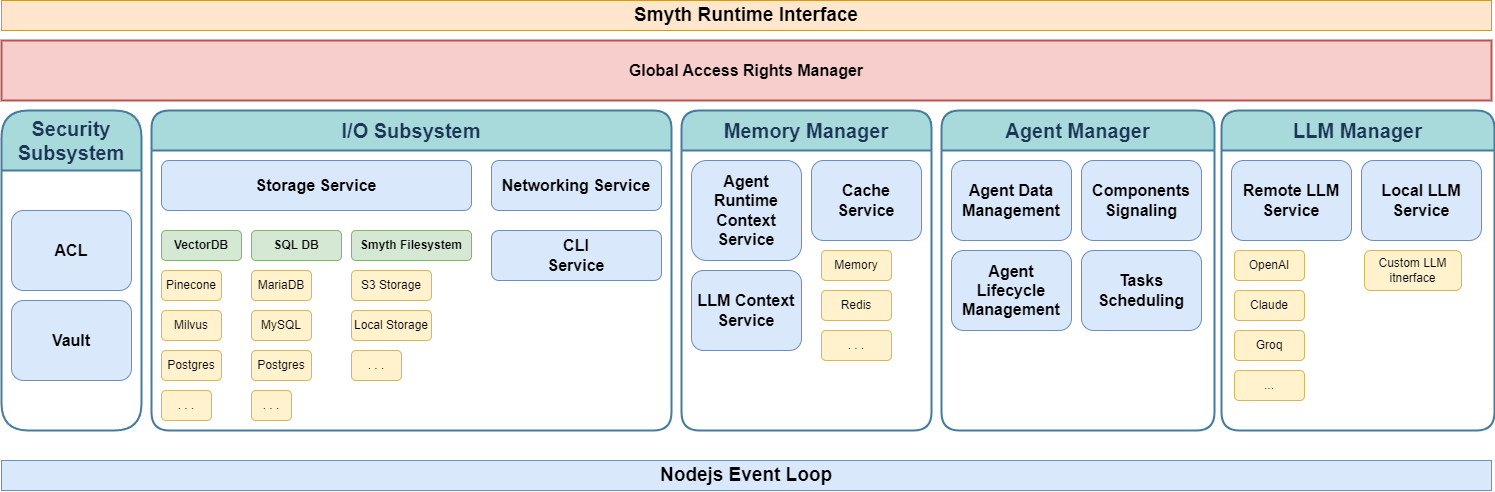 Smyth Runtime Interface
Global Access Rights Manager
Security
Subsystem
ACL
Vault
I/O Subsystem
Storage Service
VectorDB
Pinecone
Milvus
Postgres
. . .
SQL DB
MariaDB
MySQL
Postgres
. . .
Smyth Filesystem
S3 Storage
Local Storage
. . .
Networking Service
CLI
Service
Memory Manager
Agent
Runtime
Context
Service
LLM Context
Service
Cache
Service
Memory
Redis
. . .
Agent Manager
Agent Data
Management
Components
Signaling
Agent
Lifecycle
Management
Tasks
Scheduling
LLM Manager
Remote LLM
Service
OpenAI
Claude
Groq
...
Local LLM
Service
Custom LLM
itnerface
Nodejs Event Loop